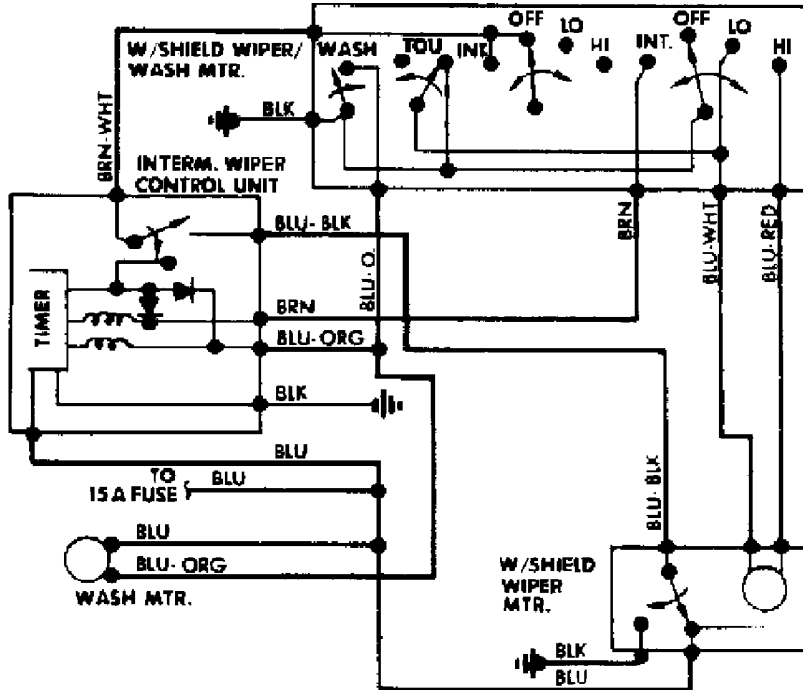 W/SHIELD WIPER/
WASH MTR.
WASH
TOU
INT.
OFF
LO
HI
INT.
OFF
LO
HI
BLK
BRN-WHT
INTERM. WIPER
CONTROL UNIT
BLU-BLK
BLU-O.
BRN
BLU-WHT
BLU-RED
TIMER
BRN
BLU-ORG
BLK
BLU
TO
15A FUSE
BLU
BLU
BLU-ORG
WASH MTR.
BLU-BLK
W/SHIELD
WIPER
MTR.
BLK
BLU